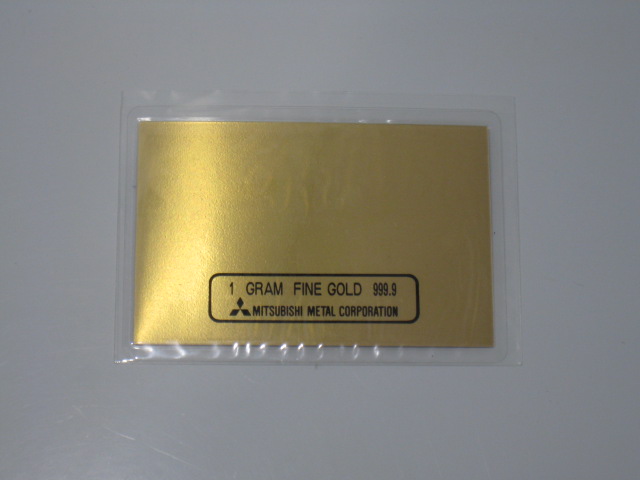 1 GRAM FINE GOLD 999.9
MITSUBISHI METAL CORPORATION